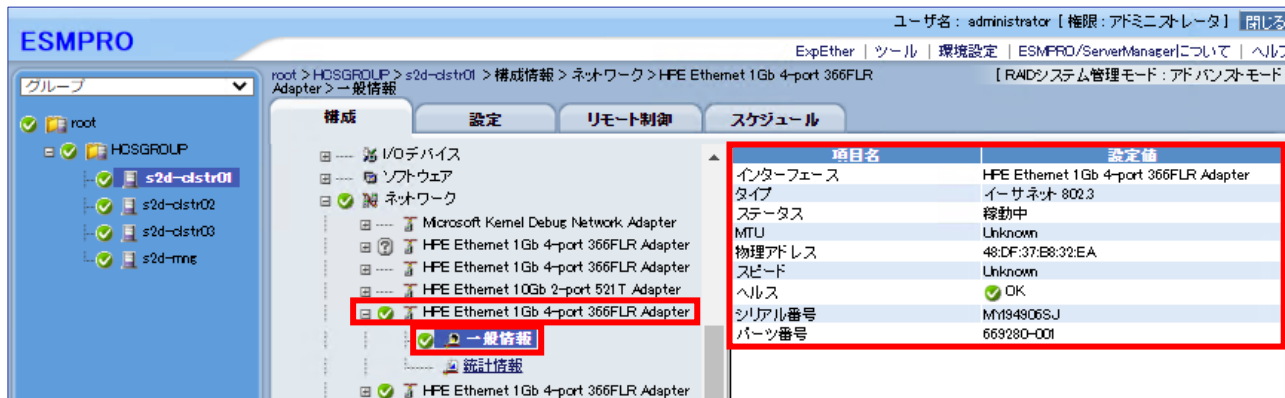 ユーザ名： administrator [ 権限：アドミニストレータ ] 閉じる
ESMPRO
ExpEther | ツール | 環境設定 | ESMPRO/ServerManagerについて | ヘルプ
グループ
root > HCSGROUP > s2d-clstr01 > 構成情報 > ネットワーク > HPE Ethernet 1Gb 4-port 366FLR
Adapter > 一般情報
[ RAIDシステム管理モード：アドバンストモード
構成 設定 リモート制御 スケジュール
root
HCSGROUP
s2d-clstr01
s2d-clstr02
s2d-clstr03
s2d-mng
I/Oデバイス
ソフトウェア
ネットワーク
Microsoft Kernel Debug Network Adapter
HPE Ethernet 1Gb 4-port 366FLR Adapter
HPE Ethernet 1Gb 4-port 366FLR Adapter
HPE Ethernet 10Gb 2-port 521T Adapter
HPE Ethernet 1Gb 4-port 366FLR Adapter
一般情報
統計情報
HPE Ethernet 1Gb 4-port 366FLR Adapter
項目名 設定値
インターフェース HPE Ethernet 1Gb 4-port 366FLR Adapter
タイプ イーサネット 802.3
ステータス 稼動中
MTU Unknown
物理アドレス 48:DF:37:B8:32:EA
スピード Unknown
ヘルス OK
シリアル番号 MY194906SJ
パーツ番号 669280-001